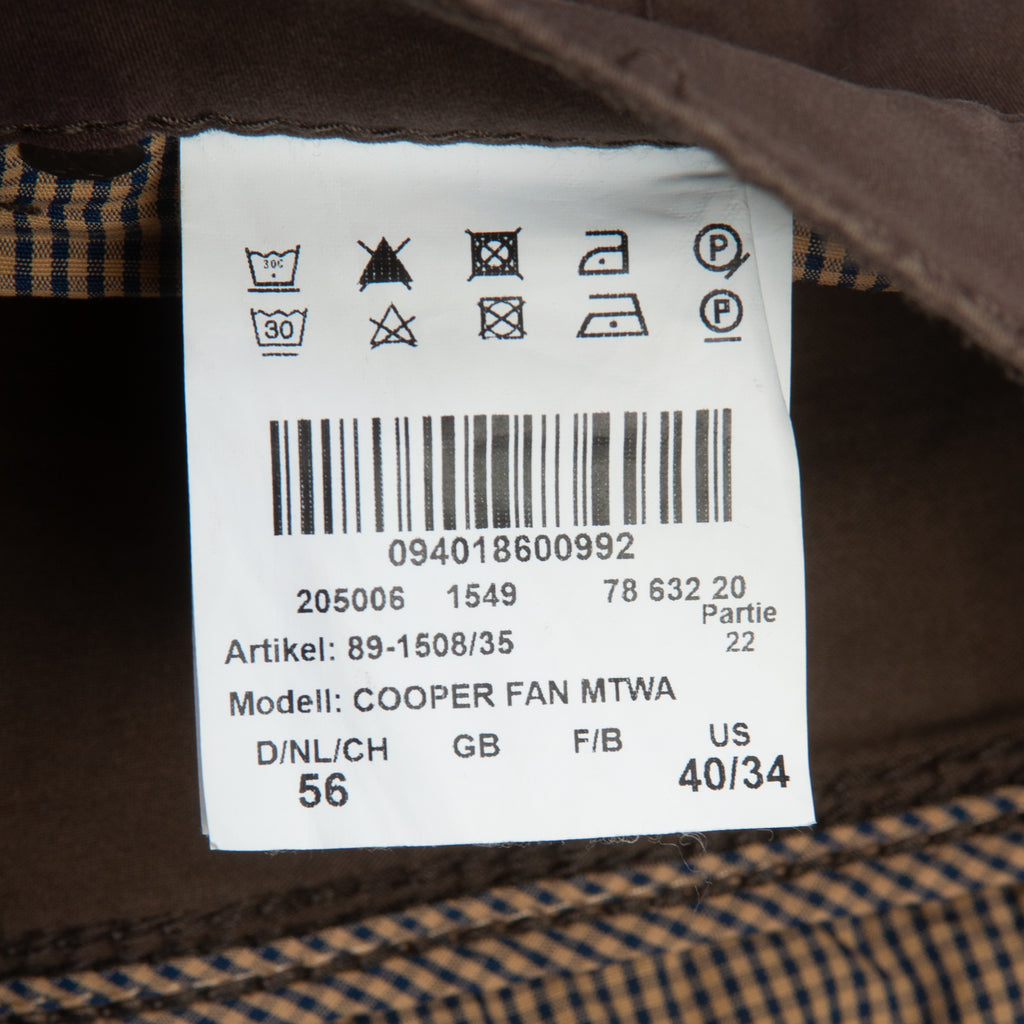 30C P
30 P
094018600992
205006 1549 78 632 20
Partie
Artikel: 89-1508/35 22
Modell: COOPER FAN MTWA
D/NL/CH GB F/B US
56 40/34